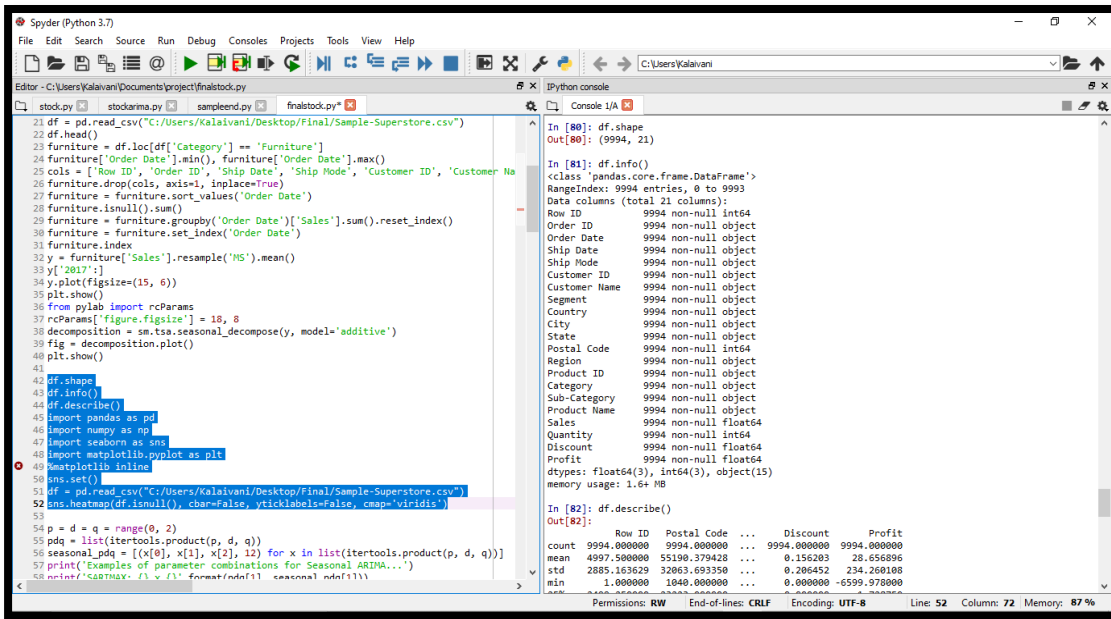 Spyder (Python 3.7)
File Edit Search Source Run Debug Consoles Projects Tools View Help
C:\Users\Kalaivani
Editor - C:\Users\Kalaivani\Documents\project\finalstock.py
stock.py stockarima.py sampleend.py finalstock.py*
21 df = pd.read_csv("C:/Users/Kalaivani/Desktop/Final/Sample-Superstore.csv")
22 df.head()
23 furniture = df.loc[df['Category'] == 'Furniture']
24 furniture['Order Date'].min(), furniture['Order Date'].max()
25 cols = ['Row ID', 'Order ID', 'Ship Date', 'Ship Mode', 'Customer ID', 'Customer Na
26 furniture.drop(cols, axis=1, inplace=True)
27 furniture = furniture.sort_values('Order Date')
28 furniture.isnull().sum()
29 furniture = furniture.groupby('Order Date')['Sales'].sum().reset_index()
30 furniture = furniture.set_index('Order Date')
31 furniture.index
32 y = furniture['Sales'].resample('MS').mean()
33 y['2017':]
34 y.plot(figsize=(15, 6))
35 plt.show()
36 from pylab import rcParams
37 rcParams['figure.figsize'] = 18, 8
38 decomposition = sm.tsa.seasonal_decompose(y, model='additive')
39 fig = decomposition.plot()
40 plt.show()
41
42 df.shape
43 df.info()
44 df.describe()
45 import pandas as pd
46 import numpy as np
47 import seaborn as sns
48 import matplotlib.pyplot as plt
49 %matplotlib inline
50 sns.set()
51 df = pd.read_csv("C:/Users/Kalaivani/Desktop/Final/Sample-Superstore.csv")
52 sns.heatmap(df.isnull(), cbar=False, yticklabels=False, cmap='viridis')
53
54 p = d = q = range(0, 2)
55 pdq = list(itertools.product(p, d, q))
56 seasonal_pdq = [(x[0], x[1], x[2], 12) for x in list(itertools.product(p, d, q))]
57 print('Examples of parameter combinations for Seasonal ARIMA...')
58 print('SARIMAX: {} x {}'.format(pdq[1], seasonal_pdq[1]))
IPython console
Console 1/A
In [80]: df.shape
Out[80]: (9994, 21)
In [81]: df.info()
<class 'pandas.core.frame.DataFrame'>
RangeIndex: 9994 entries, 0 to 9993
Data columns (total 21 columns):
Row ID 9994 non-null int64
Order ID 9994 non-null object
Order Date 9994 non-null object
Ship Date 9994 non-null object
Ship Mode 9994 non-null object
Customer ID 9994 non-null object
Customer Name 9994 non-null object
Segment 9994 non-null object
Country 9994 non-null object
City 9994 non-null object
State 9994 non-null object
Postal Code 9994 non-null int64
Region 9994 non-null object
Product ID 9994 non-null object
Category 9994 non-null object
Sub-Category 9994 non-null object
Product Name 9994 non-null object
Sales 9994 non-null float64
Quantity 9994 non-null int64
Discount 9994 non-null float64
Profit 9994 non-null float64
dtypes: float64(3), int64(3), object(15)
memory usage: 1.6+ MB
In [82]: df.describe()
Out[82]:
Row ID Postal Code ... Discount Profit
count 9994.000000 9994.000000 ... 9994.000000 9994.000000
mean 4997.500000 55190.379428 ... 0.156203 28.656896
std 2885.163629 32063.693350 ... 0.206452 234.260108
min 1.000000 1040.000000 ... 0.000000 -6599.978000
Permissions: RW End-of-lines: CRLF Encoding: UTF-8 Line: 52 Column: 72 Memory: 87 %